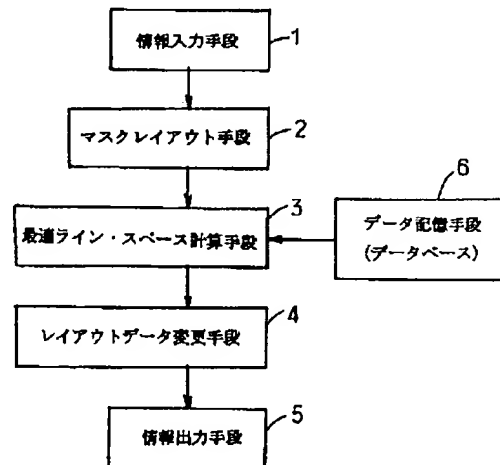 情報入力手段
1
マスクレイアウト手段
2
最適ライン・スペース計算手段
3
データ記憶手段
(データベース)
6
レイアウトデータ変更手段
4
情報出力手段
5